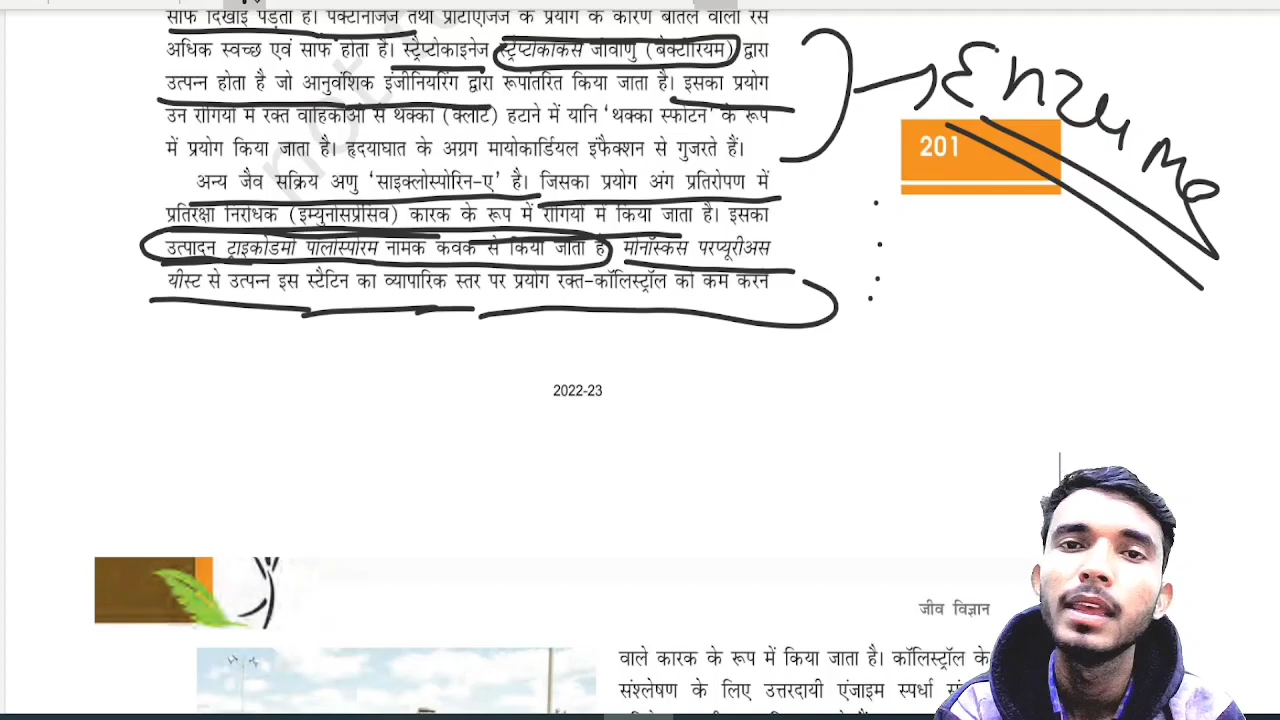 साफ दिखाई पड़ता है। पेक्टीनेजिज तथा प्रोटीएजिज के प्रयोग के कारण बोतल वाला रस
अधिक स्वच्छ एवं साफ होता है। स्ट्रैप्टोकाइनेज स्ट्रैप्टोकोकस जीवाणु (बैक्टीरियम) द्वारा
उत्पन्न होता है जो आनुवंशिक इंजीनियरिंग द्वारा रूपांतरित किया जाता है। इसका प्रयोग
उन रोगियों में रक्त वाहिकाओं से थक्का (क्लॉट) हटाने में यानि 'थक्का स्फोटन' के रूप
में प्रयोग किया जाता है। हृदयाघात के अग्रग मायोकार्डियल इंफैक्शन से गुजरते हैं।
अन्य जैव सक्रिय अणु 'साइक्लोस्पोरिन-ए' है। जिसका प्रयोग अंग प्रतिरोपण में
प्रतिरक्षा निरोधक (इम्युनोसप्रेसिव) कारक के रूप में रोगियों में किया जाता है। इसका
उत्पादन ट्राइकोडर्मा पॉलोस्पोरम नामक कवक से किया जाता है मोनॉस्कस परप्यूरीअस
यीस्ट से उत्पन्न इस स्टैटिन का व्यापारिक स्तर पर प्रयोग रक्त-कॉलिस्ट्रॉल को कम करने
Enzyme
201
2022-23
जीव विज्ञान
वाले कारक के रूप में किया जाता है। कॉलिस्ट्रॉल के
संश्लेषण के लिए उत्तरदायी एंजाइम स्पर्धा